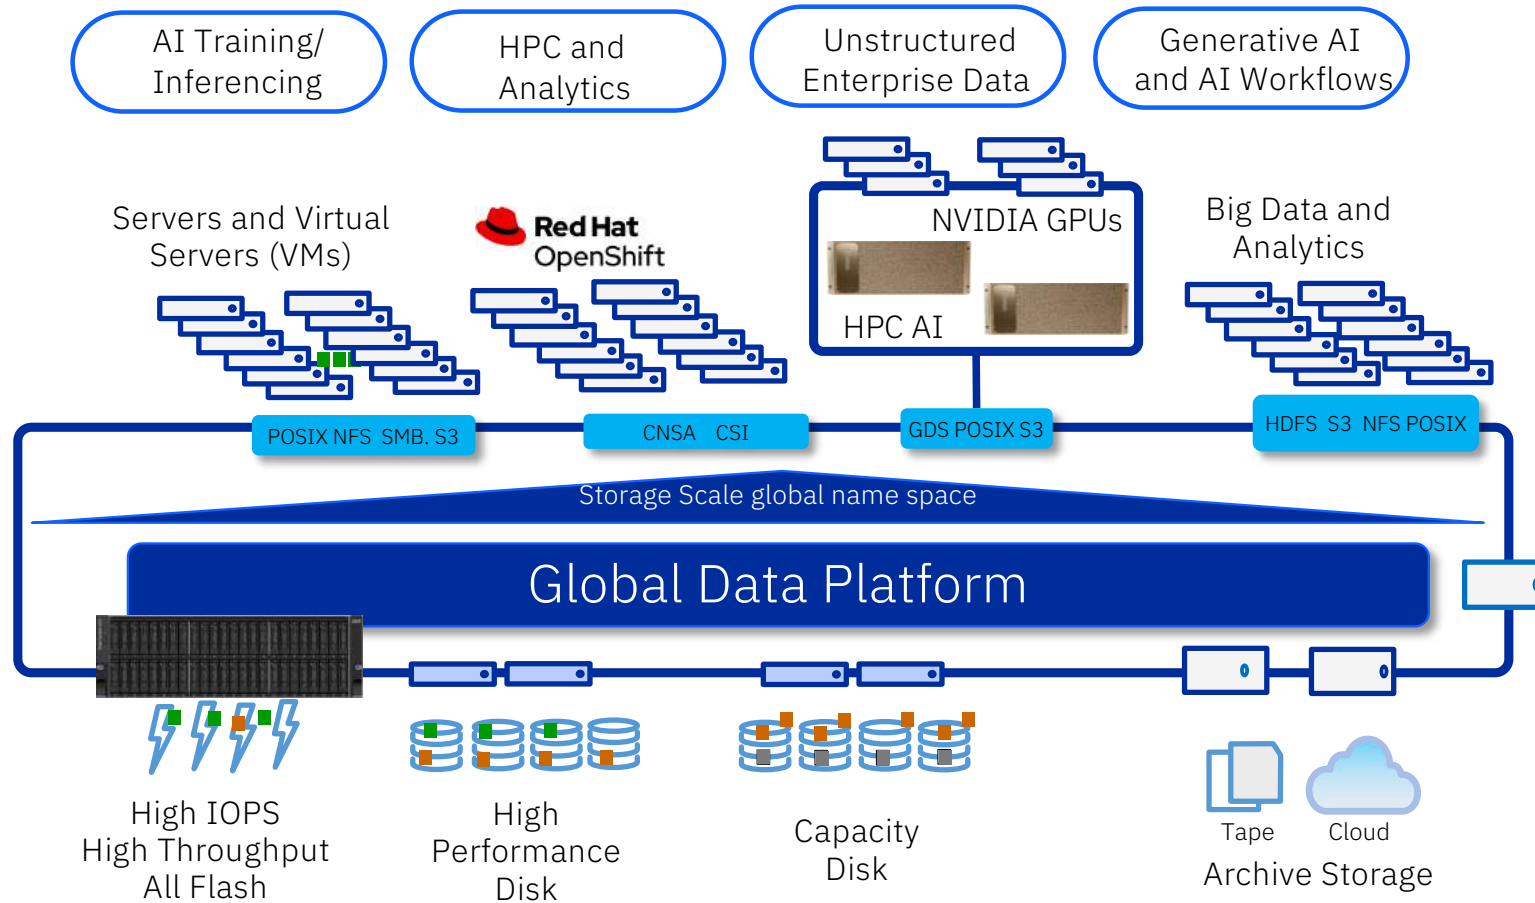 AI Training/
Inferencing
HPC and
Analytics
Unstructured
Enterprise Data
Generative AI
and AI Workflows
Servers and Virtual
Servers (VMs)
Red Hat
OpenShift
NVIDIA GPUs
HPC AI
Big Data and
Analytics
POSIX NFS SMB. S3
CNSA CSI
GDS POSIX S3
HDFS S3 NFS POSIX
Storage Scale global name space
Global Data Platform
High IOPS
High Throughput
All Flash
High
Performance
Disk
Capacity
Disk
Tape
Cloud
Archive Storage